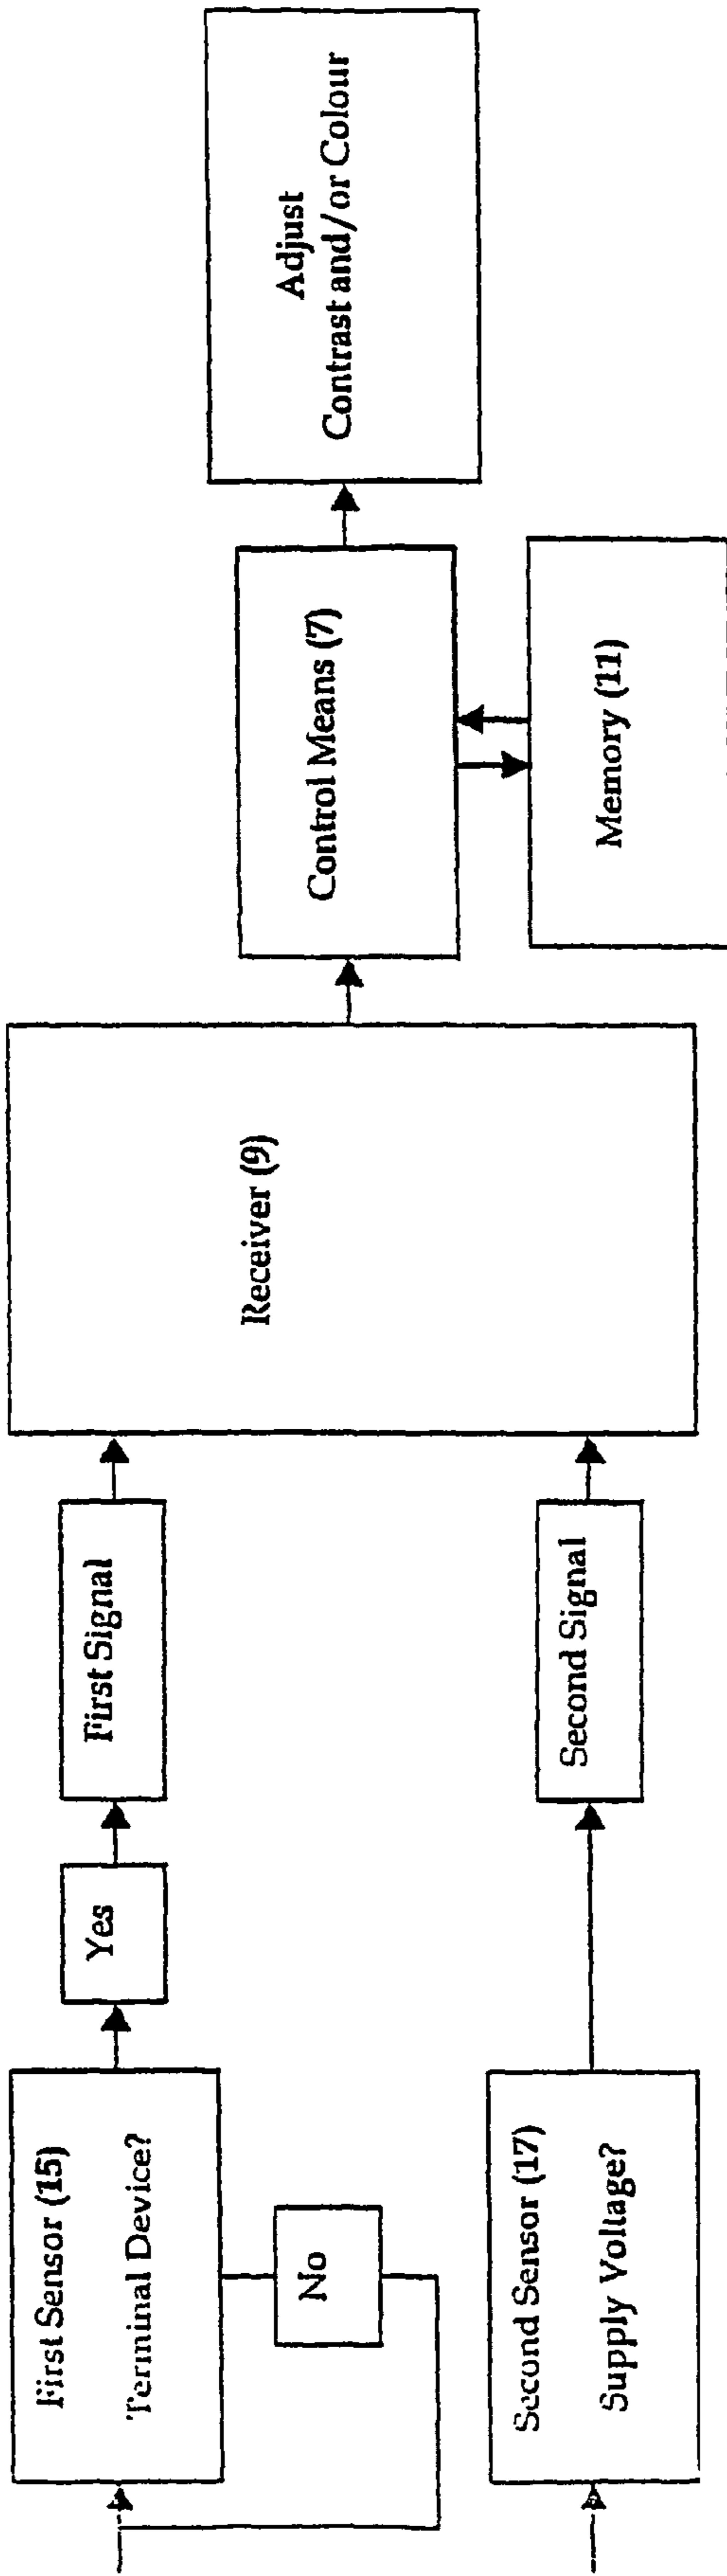 First Sensor (15)
Terminal Device?
No
Yes
First Signal
Second Sensor (17)
Supply Voltage?
Second Signal
Receiver (9)
Control Means (7)
Memory (11)
Adjust
Contrast and/or Colour